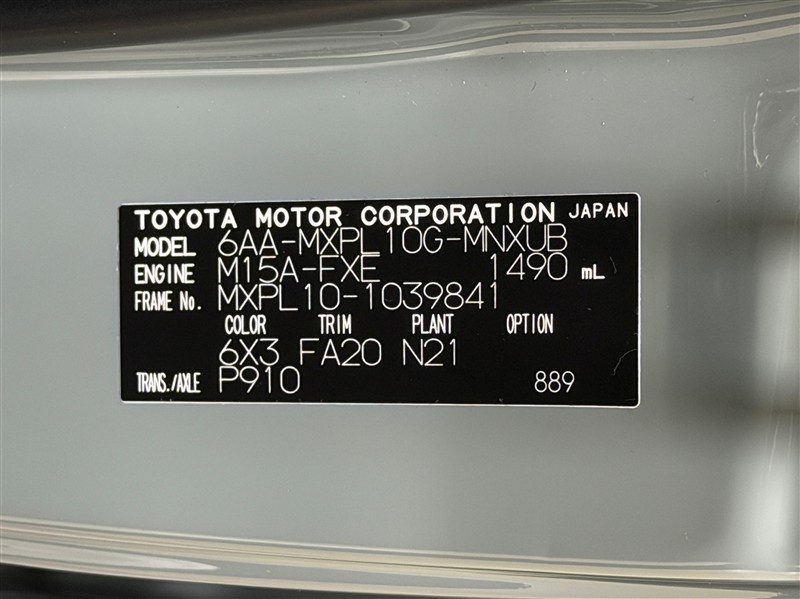 TOYOTA MOTOR CORPORATION JAPAN
MODEL 6AA-MXPL10G-MNXUB
ENGINE M15A-FXE 1490 mL
FRAME No. MXPL10-1039841
COLOR TRIM PLANT OPTION
6X3 FA20 N21
TRANS./AXLE P910 889